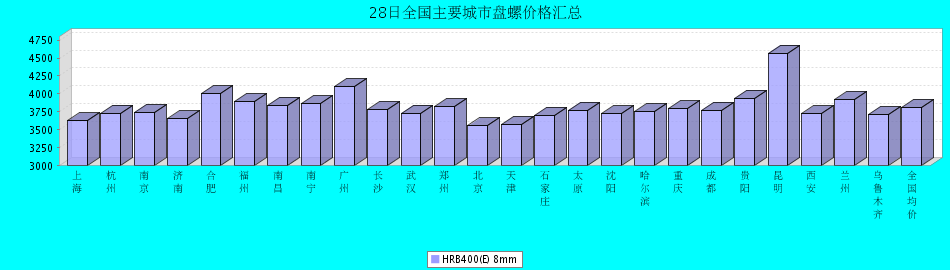 28日全国主要城市盘螺价格汇总
4750
4500
4250
4000
3750
3500
3250
3000
上海
杭州
南京
济南
合肥
福州
南昌
南宁
广州
长沙
武汉
郑州
北京
天津
石家庄
太原
沈阳
哈尔滨
重庆
成都
贵阳
昆明
西安
兰州
乌鲁木齐
全国均价
HRB400(E) 8mm